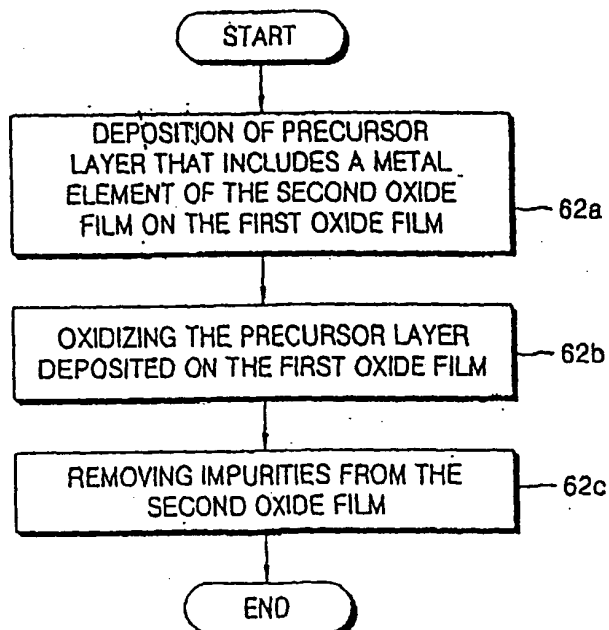 START
DEPOSITION OF PRECURSOR
LAYER THAT INCLUDES A METAL
ELEMENT OF THE SECOND OXIDE
FILM ON THE FIRST OXIDE FILM
62a
OXIDIZING THE PRECURSOR LAYER
DEPOSITED ON THE FIRST OXIDE FILM
62b
REMOVING IMPURITIES FROM THE
SECOND OXIDE FILM
62c
END